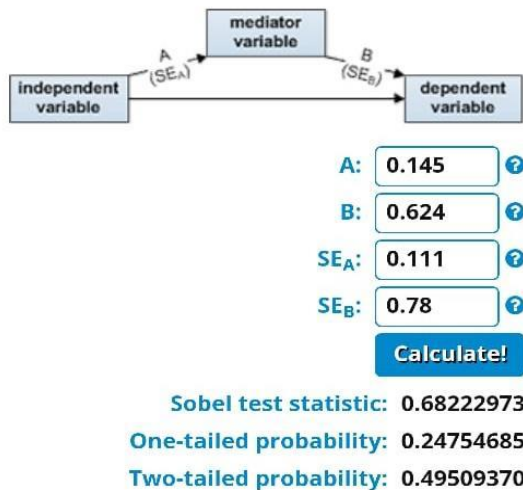 mediator
variable
A
(SEA)
B
(SEB)
independent
variable
dependent
variable
A: 0.145 ?
B: 0.624 ?
SEA: 0.111 ?
SEB: 0.78 ?
Calculate!
Sobel test statistic: 0.68222973
One-tailed probability: 0.24754685
Two-tailed probability: 0.49509370